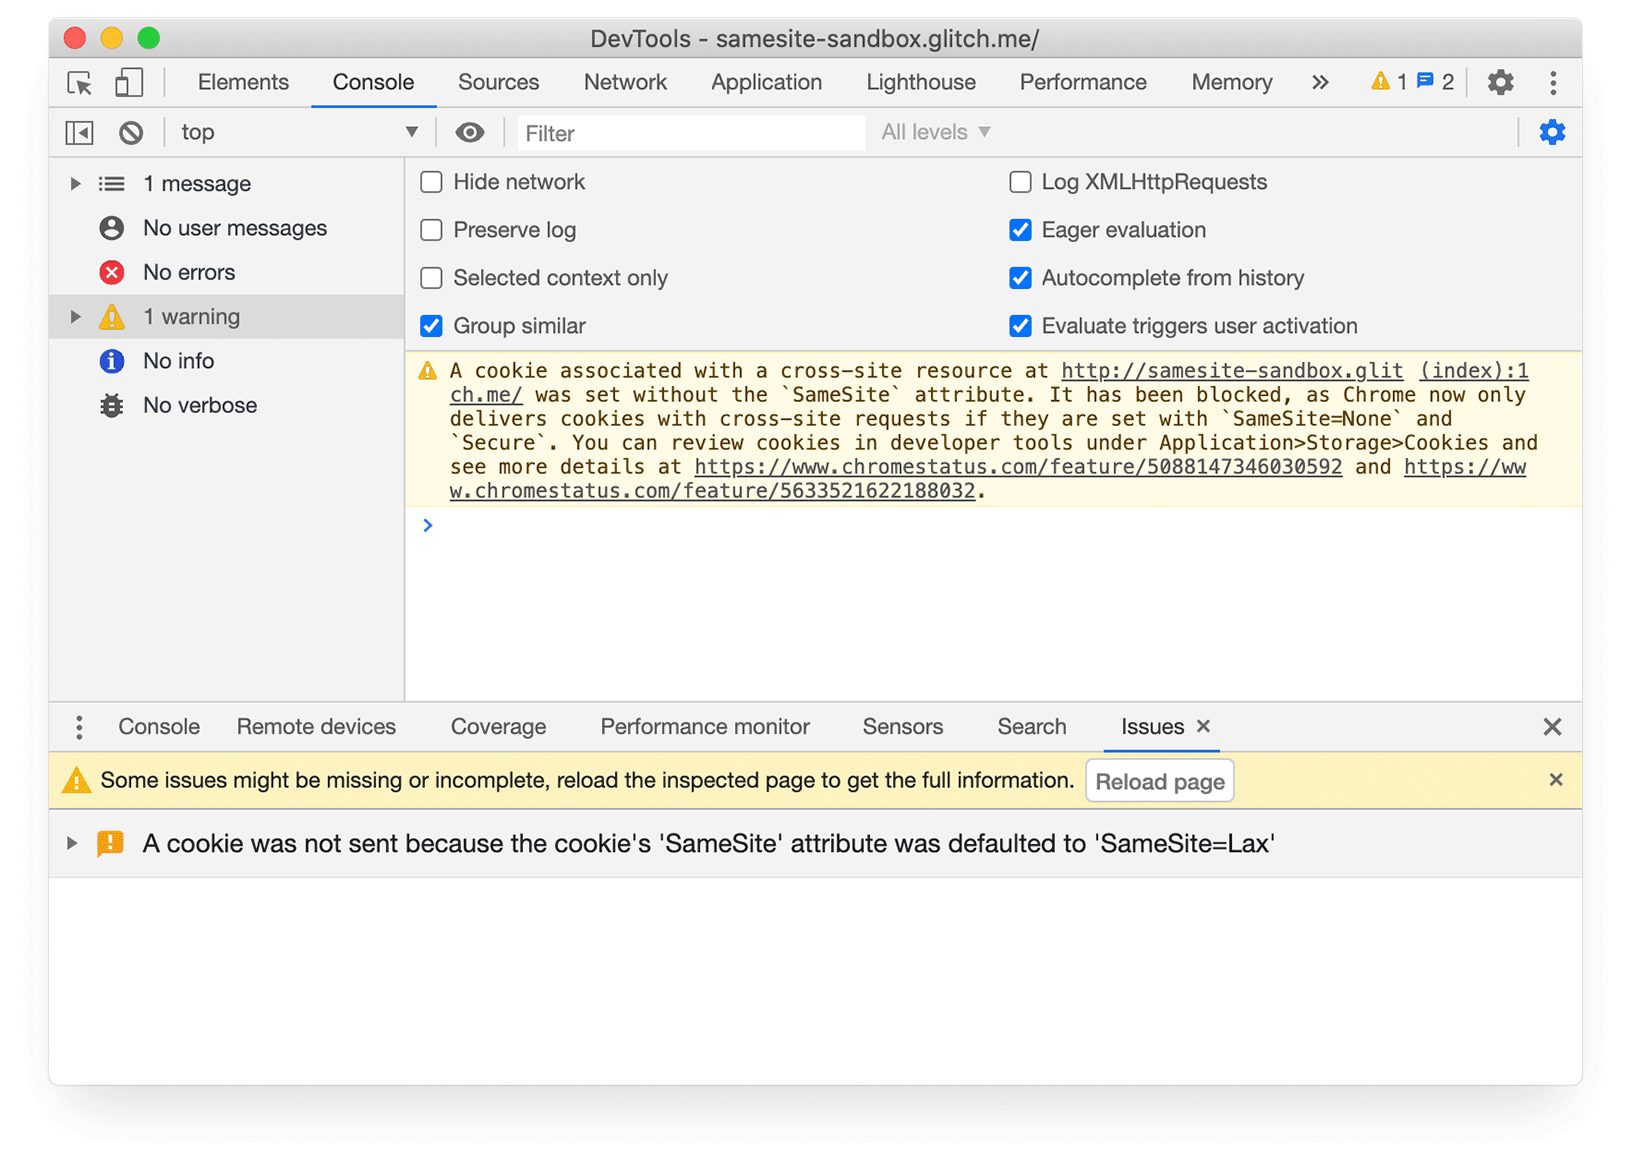 DevTools - samesite-sandbox.glitch.me/
Elements Console Sources Network Application Lighthouse Performance Memory » 1 2
top ▼ Filter All levels ▼
1 message
No user messages
No errors
1 warning
No info
No verbose
Hide network
Log XMLHttpRequests
Preserve log
Eager evaluation
Selected context only
Autocomplete from history
Group similar
Evaluate triggers user activation
A cookie associated with a cross-site resource at http://samesite-sandbox.glit (index):1
ch.me/ was set without the `SameSite` attribute. It has been blocked, as Chrome now only
delivers cookies with cross-site requests if they are set with `SameSite=None` and
`Secure`. You can review cookies in developer tools under Application>Storage>Cookies and
see more details at https://www.chromestatus.com/feature/5088147346030592 and https://ww
w.chromestatus.com/feature/5633521622188032.
Console Remote devices Coverage Performance monitor Sensors Search Issues
Some issues might be missing or incomplete, reload the inspected page to get the full information. Reload page
A cookie was not sent because the cookie's 'SameSite' attribute was defaulted to 'SameSite=Lax'